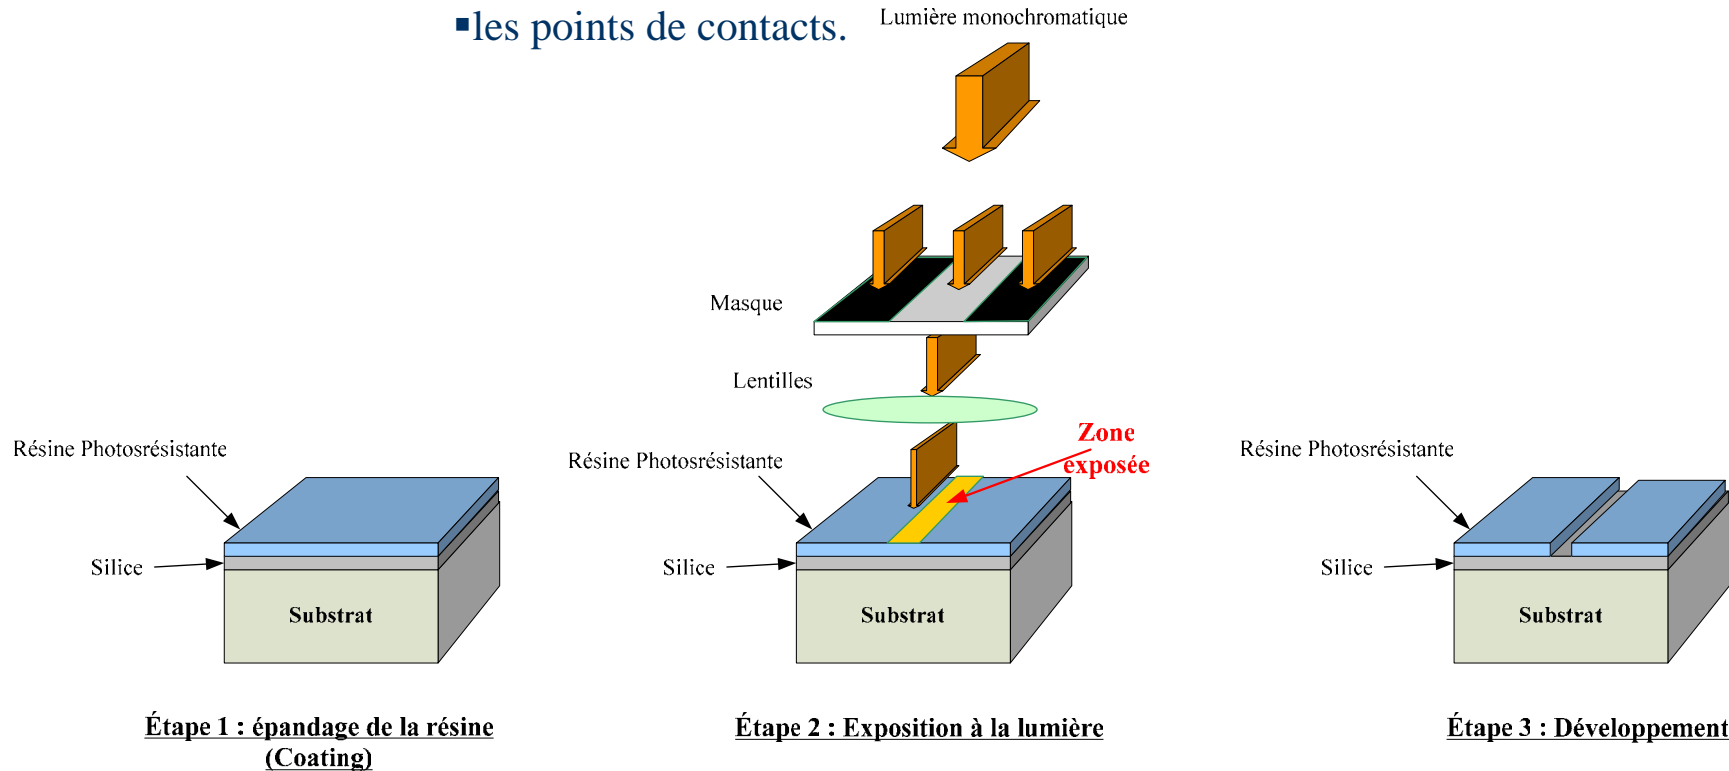 ▪les points de contacts.
Lumière monochromatique
Masque
Lentilles
Résine Photosrésistante
Silice
Substrat
Étape 1 : épandage de la résine
(Coating)
Résine Photosrésistante
Zone
exposée
Silice
Substrat
Étape 2 : Exposition à la lumière
Résine Photosrésistante
Silice
Substrat
Étape 3 : Développement